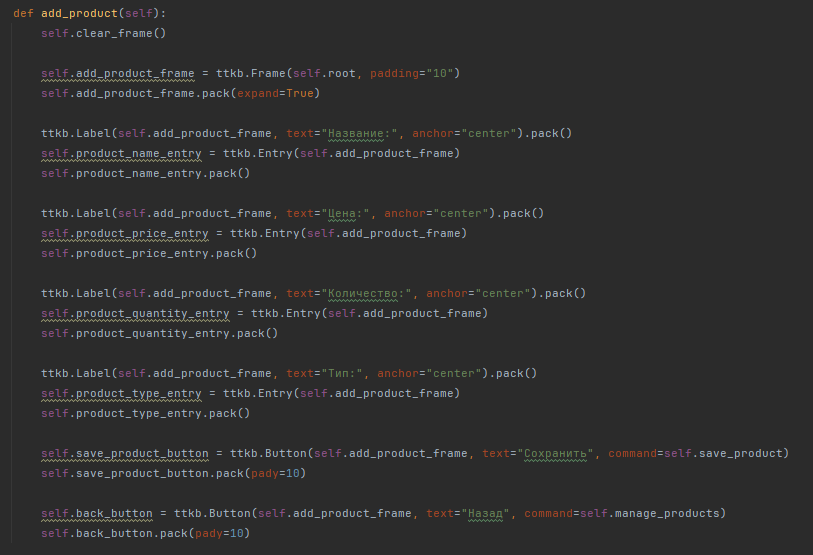 def add_product(self):
    self.clear_frame()

    self.add_product_frame = ttkb.Frame(self.root, padding="10")
    self.add_product_frame.pack(expand=True)

    ttkb.Label(self.add_product_frame, text="Название:", anchor="center").pack()
    self.product_name_entry = ttkb.Entry(self.add_product_frame)
    self.product_name_entry.pack()

    ttkb.Label(self.add_product_frame, text="Цена:", anchor="center").pack()
    self.product_price_entry = ttkb.Entry(self.add_product_frame)
    self.product_price_entry.pack()

    ttkb.Label(self.add_product_frame, text="Количество:", anchor="center").pack()
    self.product_quantity_entry = ttkb.Entry(self.add_product_frame)
    self.product_quantity_entry.pack()

    ttkb.Label(self.add_product_frame, text="Тип:", anchor="center").pack()
    self.product_type_entry = ttkb.Entry(self.add_product_frame)
    self.product_type_entry.pack()

    self.save_product_button = ttkb.Button(self.add_product_frame, text="Сохранить", command=self.save_product)
    self.save_product_button.pack(pady=10)

    self.back_button = ttkb.Button(self.add_product_frame, text="Назад", command=self.manage_products)
    self.back_button.pack(pady=10)